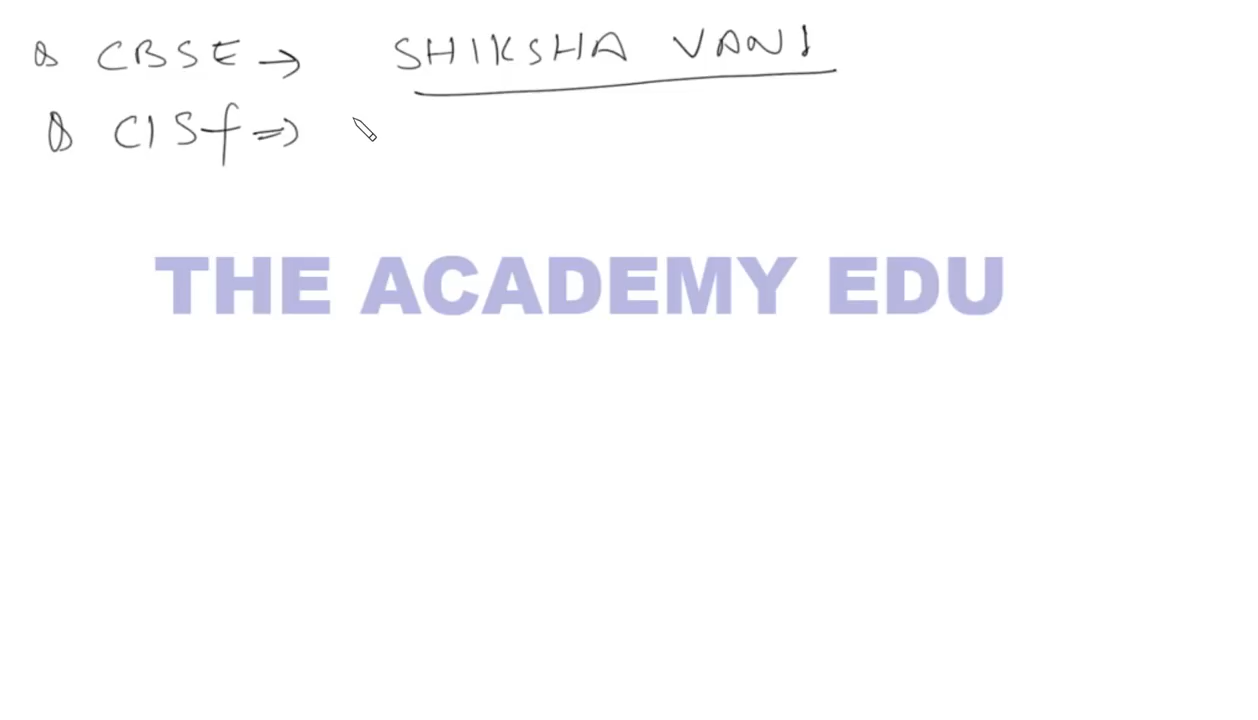 Q CBSE → SHIKSHA VANI
Q CISf ⇒
THE ACADEMY EDU